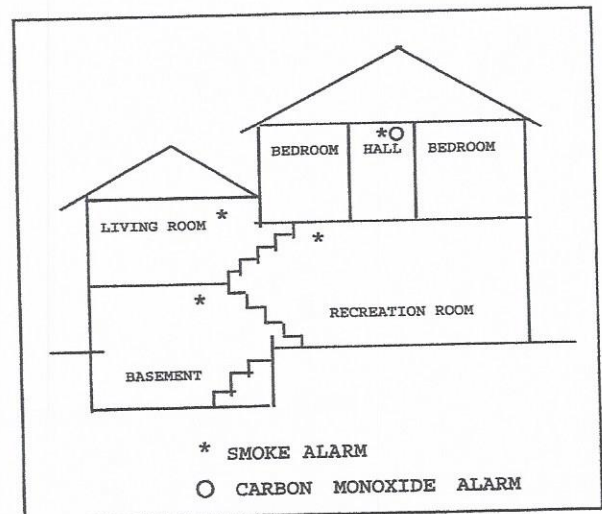 BEDROOM HALL BEDROOM
* O
LIVING ROOM *
*
*
RECREATION ROOM
BASEMENT
* SMOKE ALARM
O CARBON MONOXIDE ALARM